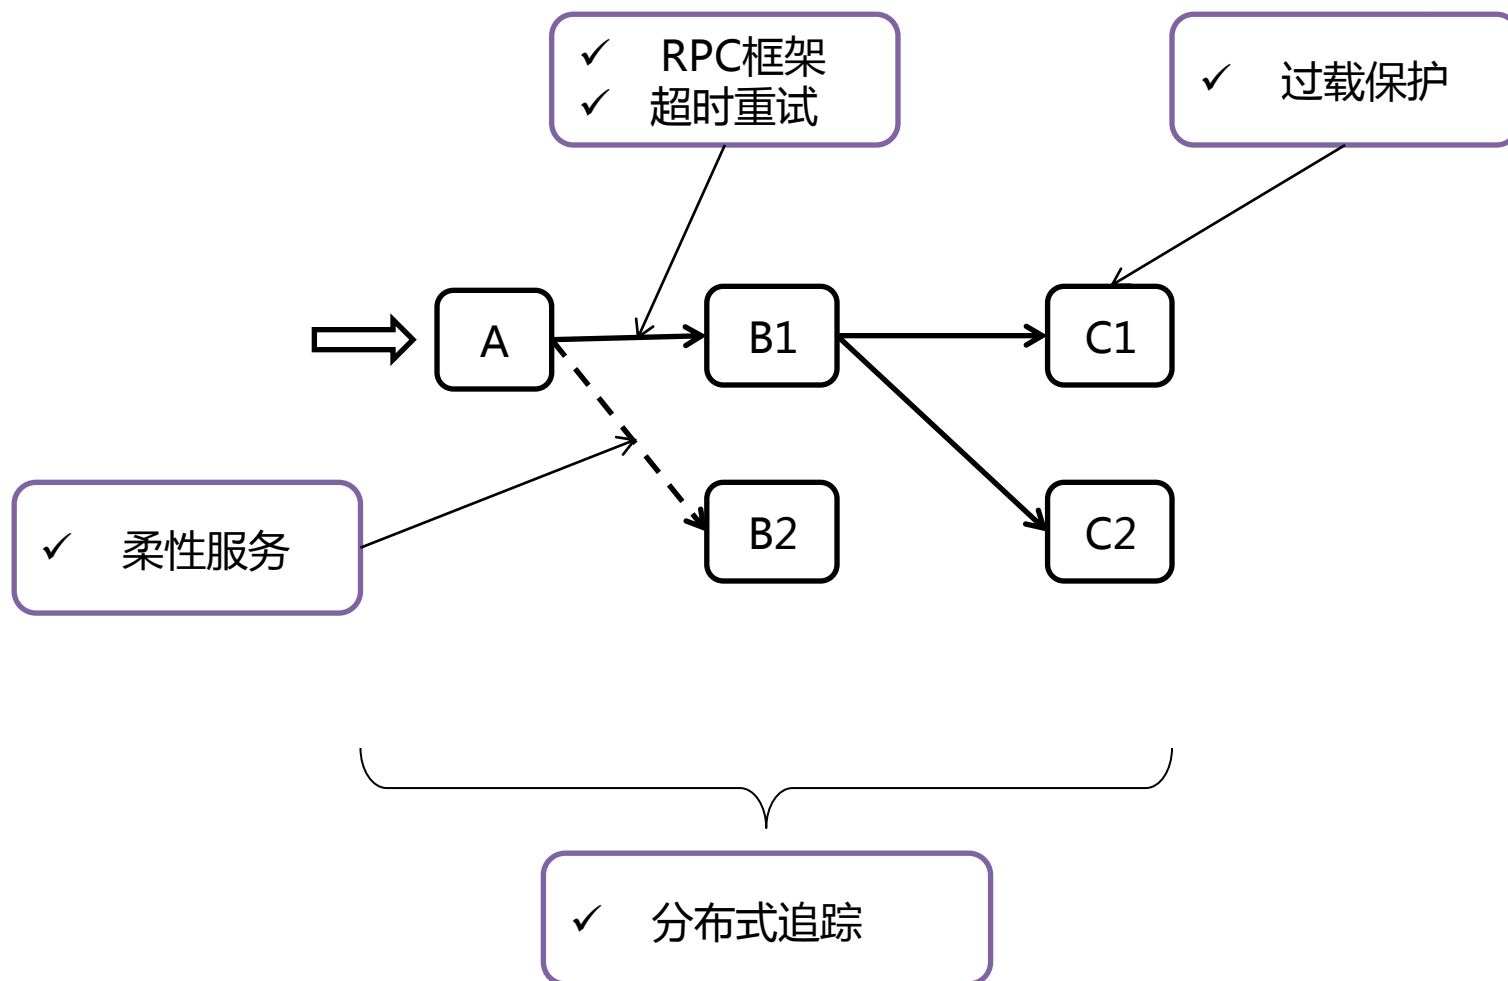 ✓ RPC框架
✓ 超时重试
✓ 过载保护
A
B1
C1
✓ 柔性服务
B2
C2
✓ 分布式追踪